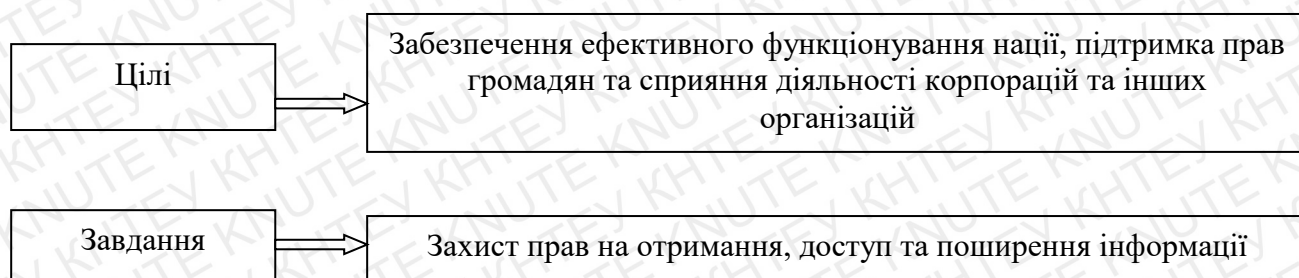 Цілі
Забезпечення ефективного функціонування нації, підтримка прав
громадян та сприяння діяльності корпорацій та інших
організацій
Завдання
Захист прав на отримання, доступ та поширення інформації